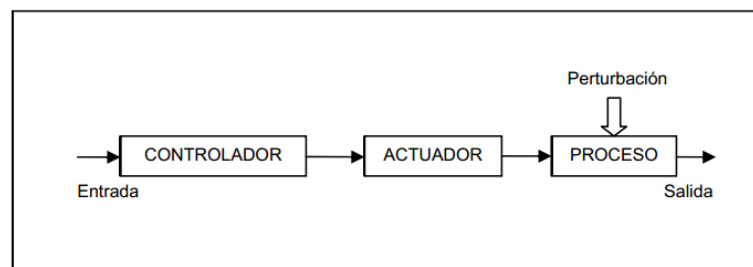 Perturbación
CONTROLADOR
ACTUADOR
PROCESO
Entrada
Salida